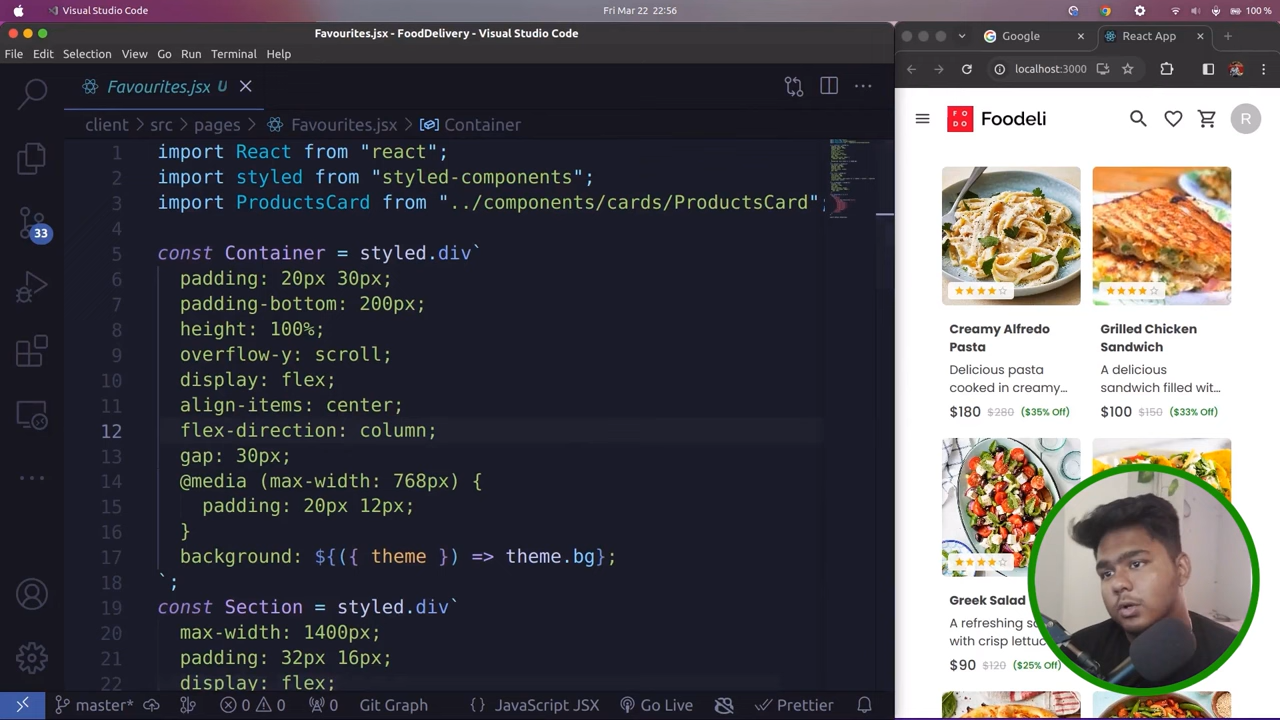 Visual Studio Code
Fri Mar 22 22:56
100 %
Favourites.jsx - FoodDelivery - Visual Studio Code
File Edit Selection View Go Run Terminal Help
Favourites.jsx U
client > src > pages > Favourites.jsx > Container
33
1 import React from "react";
2 import styled from "styled-components";
3 import ProductsCard from "../components/cards/ProductsCard";
4
5 const Container = styled.div`
6 padding: 20px 30px;
7 padding-bottom: 200px;
8 height: 100%;
9 overflow-y: scroll;
10 display: flex;
11 align-items: center;
12 flex-direction: column;
13 gap: 30px;
14 @media (max-width: 768px) {
15 padding: 20px 12px;
16 }
17 background: ${({ theme }) => theme.bg};
18 `;
19 const Section = styled.div`
20 max-width: 1400px;
21 padding: 32px 16px;
22 display: flex;
master* 0 0 0 Git Graph {} JavaScript JSX Go Live Prettier
Google
React App
localhost:3000
FODO
Foodeli
R
Creamy Alfredo
Pasta
Delicious pasta
cooked in creamy...
$180 $280 ($35% Off)
Grilled Chicken
Sandwich
A delicious
sandwich filled wit...
$100 $150 ($33% Off)
Greek Salad
A refreshing
with crisp
$90 $120 ($25% Off)